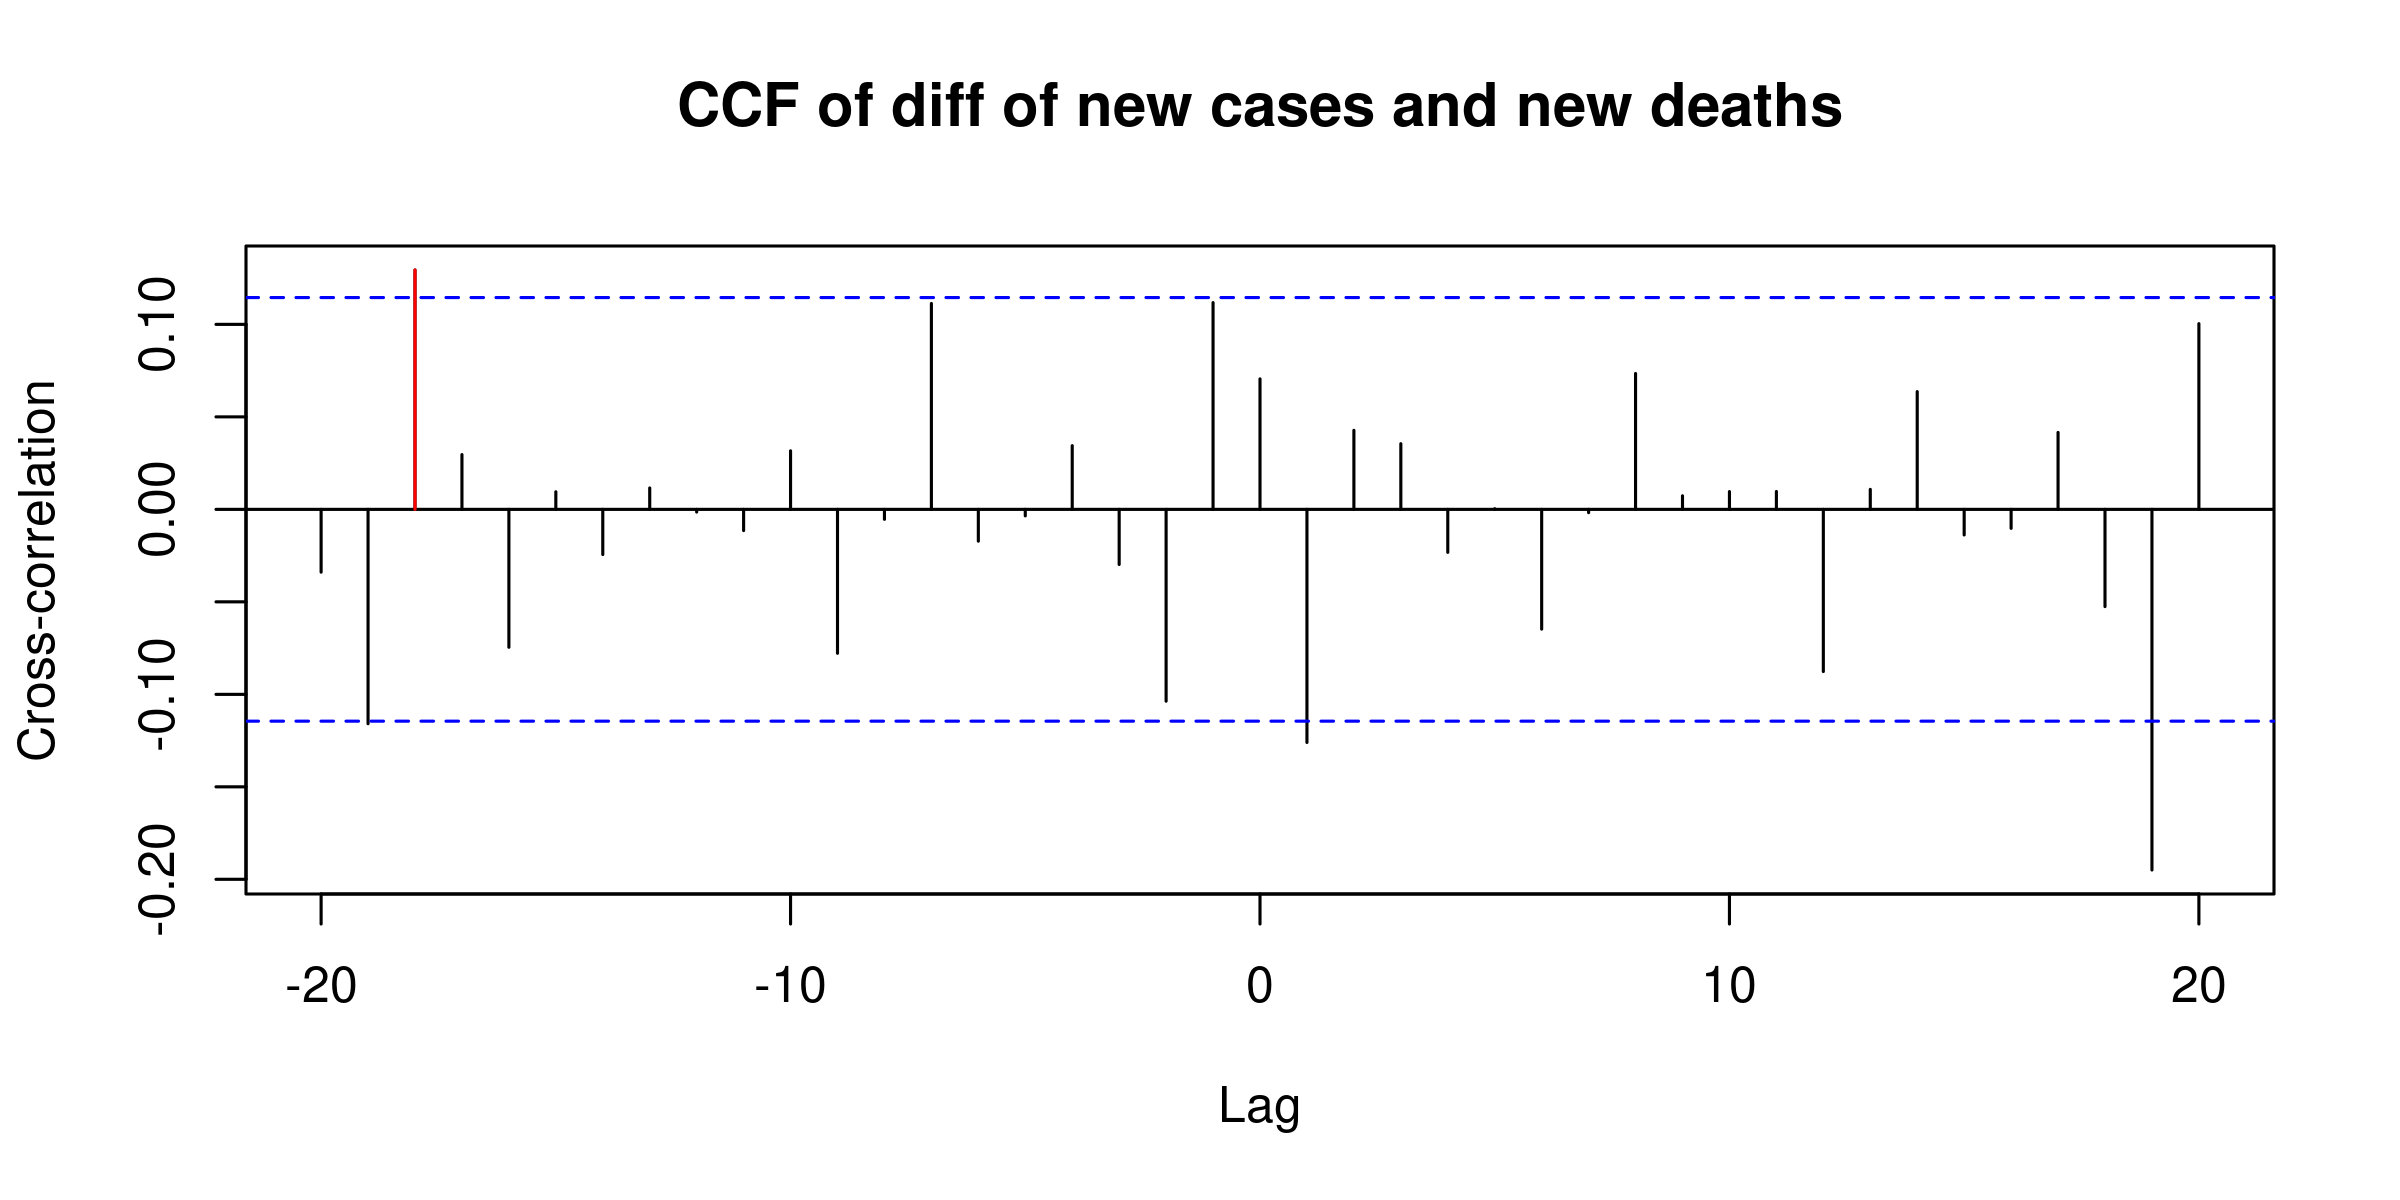 CCF of diff of new cases and new deaths
Cross-correlation
0.10
0.00
-0.10
-0.20
-20 -10 0 10 20
Lag